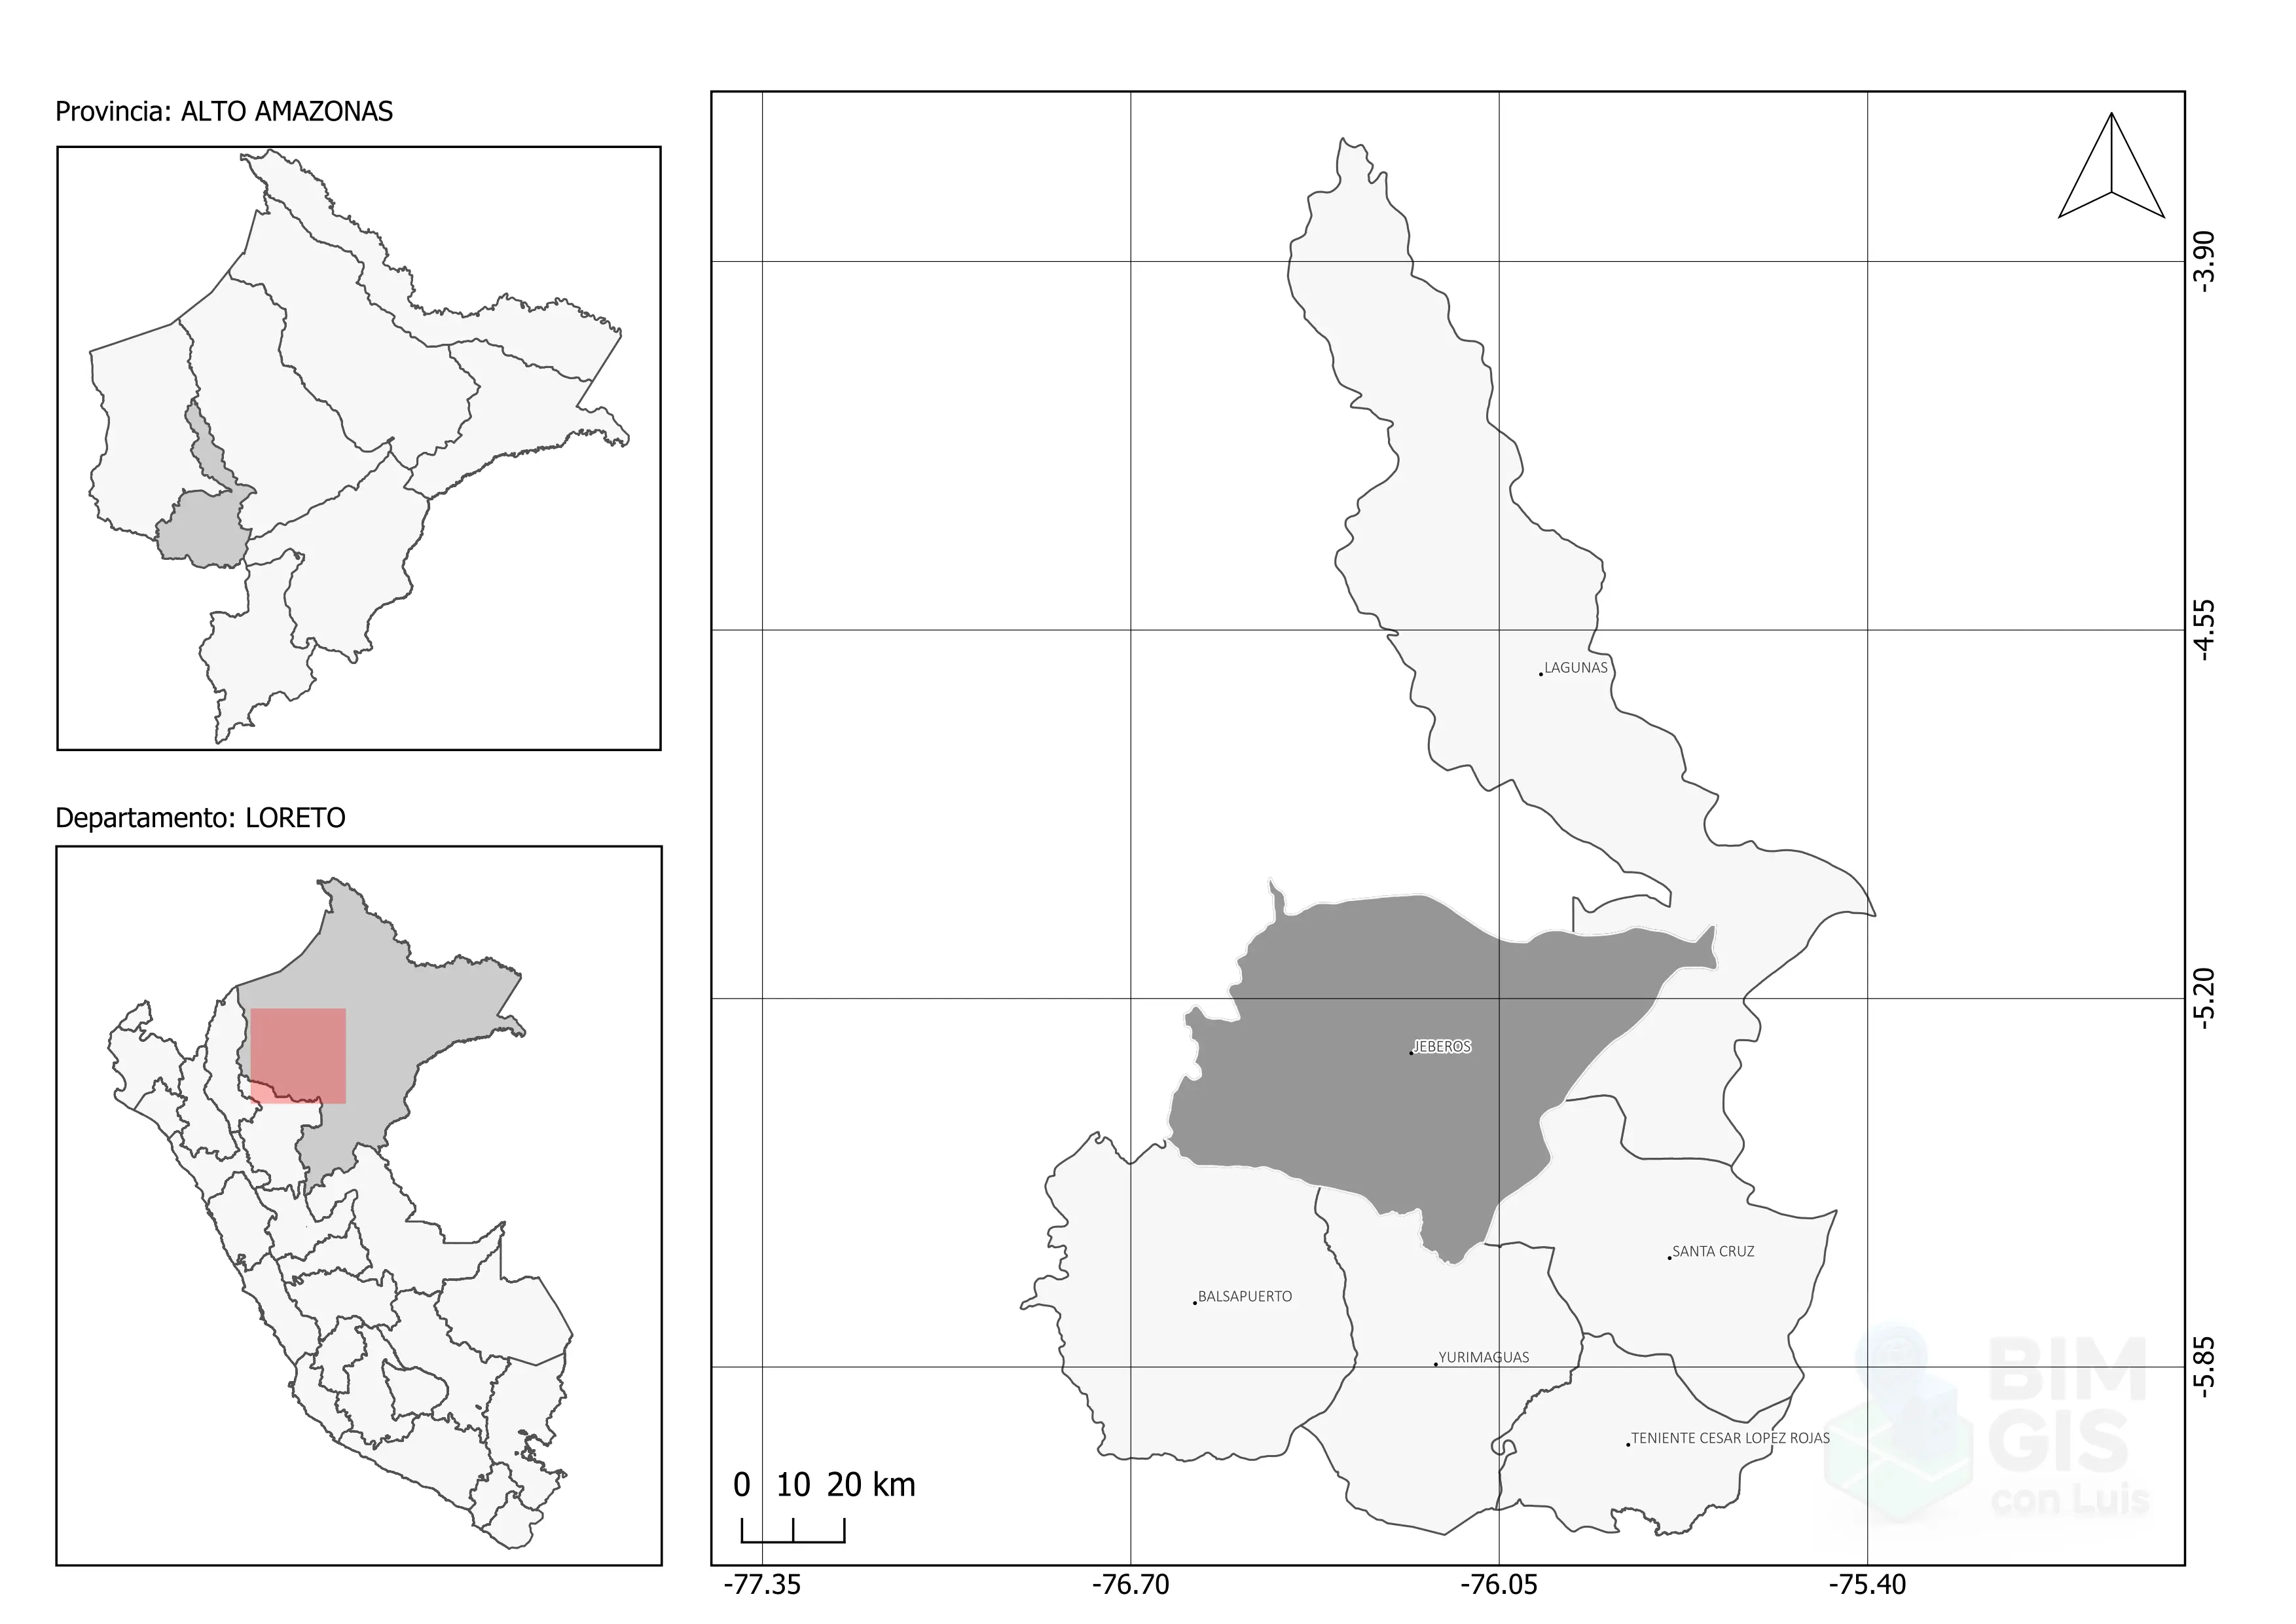 Provincia: ALTO AMAZONAS
Departamento: LORETO
LAGUNAS
JEBEROS
SANTA CRUZ
BALSAPUERTO
YURIMAGUAS
TENIENTE CESAR LOPEZ ROJAS
-3.90
-4.55
-5.20
-5.85
0 10 20 km
-77.35 -76.70 -76.05 -75.40
BIM
GIS
con Luis